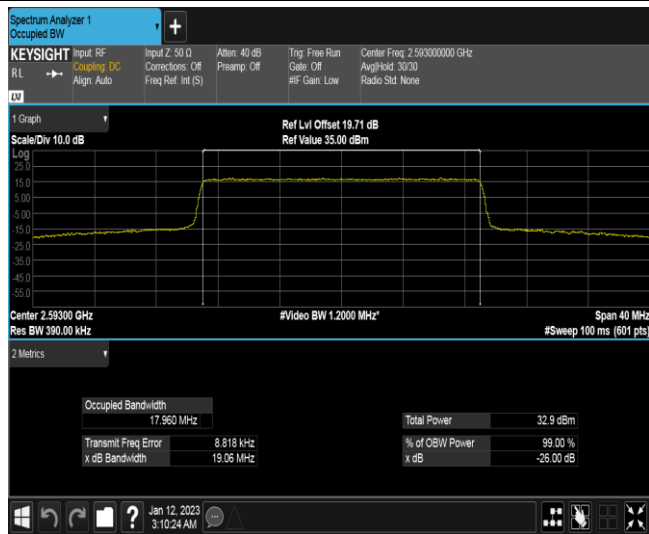 Spectrum Analyzer 1
Occupied BW
KEYSIGHT Input: RF Input Z: 50 Ω Atten: 40 dB Trig: Free Run Center Freq: 2.593000000 GHz
RL Coupling: DC Corrections: Off Preamp: Off Gate: Off Avg|Hold: 30/30
Align: Auto Freq Ref: Int (S) #IF Gain: Low Radio Std: None
LXI
1 Graph
Ref Lvl Offset 19.71 dB
Scale/Div 10.0 dB Ref Value 35.00 dBm
Log
25.0
15.0
5.00
-5.00
-15.0
-25.0
-35.0
-45.0
-55.0
Center 2.59300 GHz #Video BW 1.2000 MHz* Span 40 MHz
Res BW 390.00 kHz #Sweep 100 ms (601 pts)
2 Metrics
Occupied Bandwidth
17.960 MHz Total Power 32.9 dBm
Transmit Freq Error 8.818 kHz % of OBW Power 99.00 %
x dB Bandwidth 19.06 MHz x dB -26.00 dB
? Jan 12, 2023
3:10:24 AM